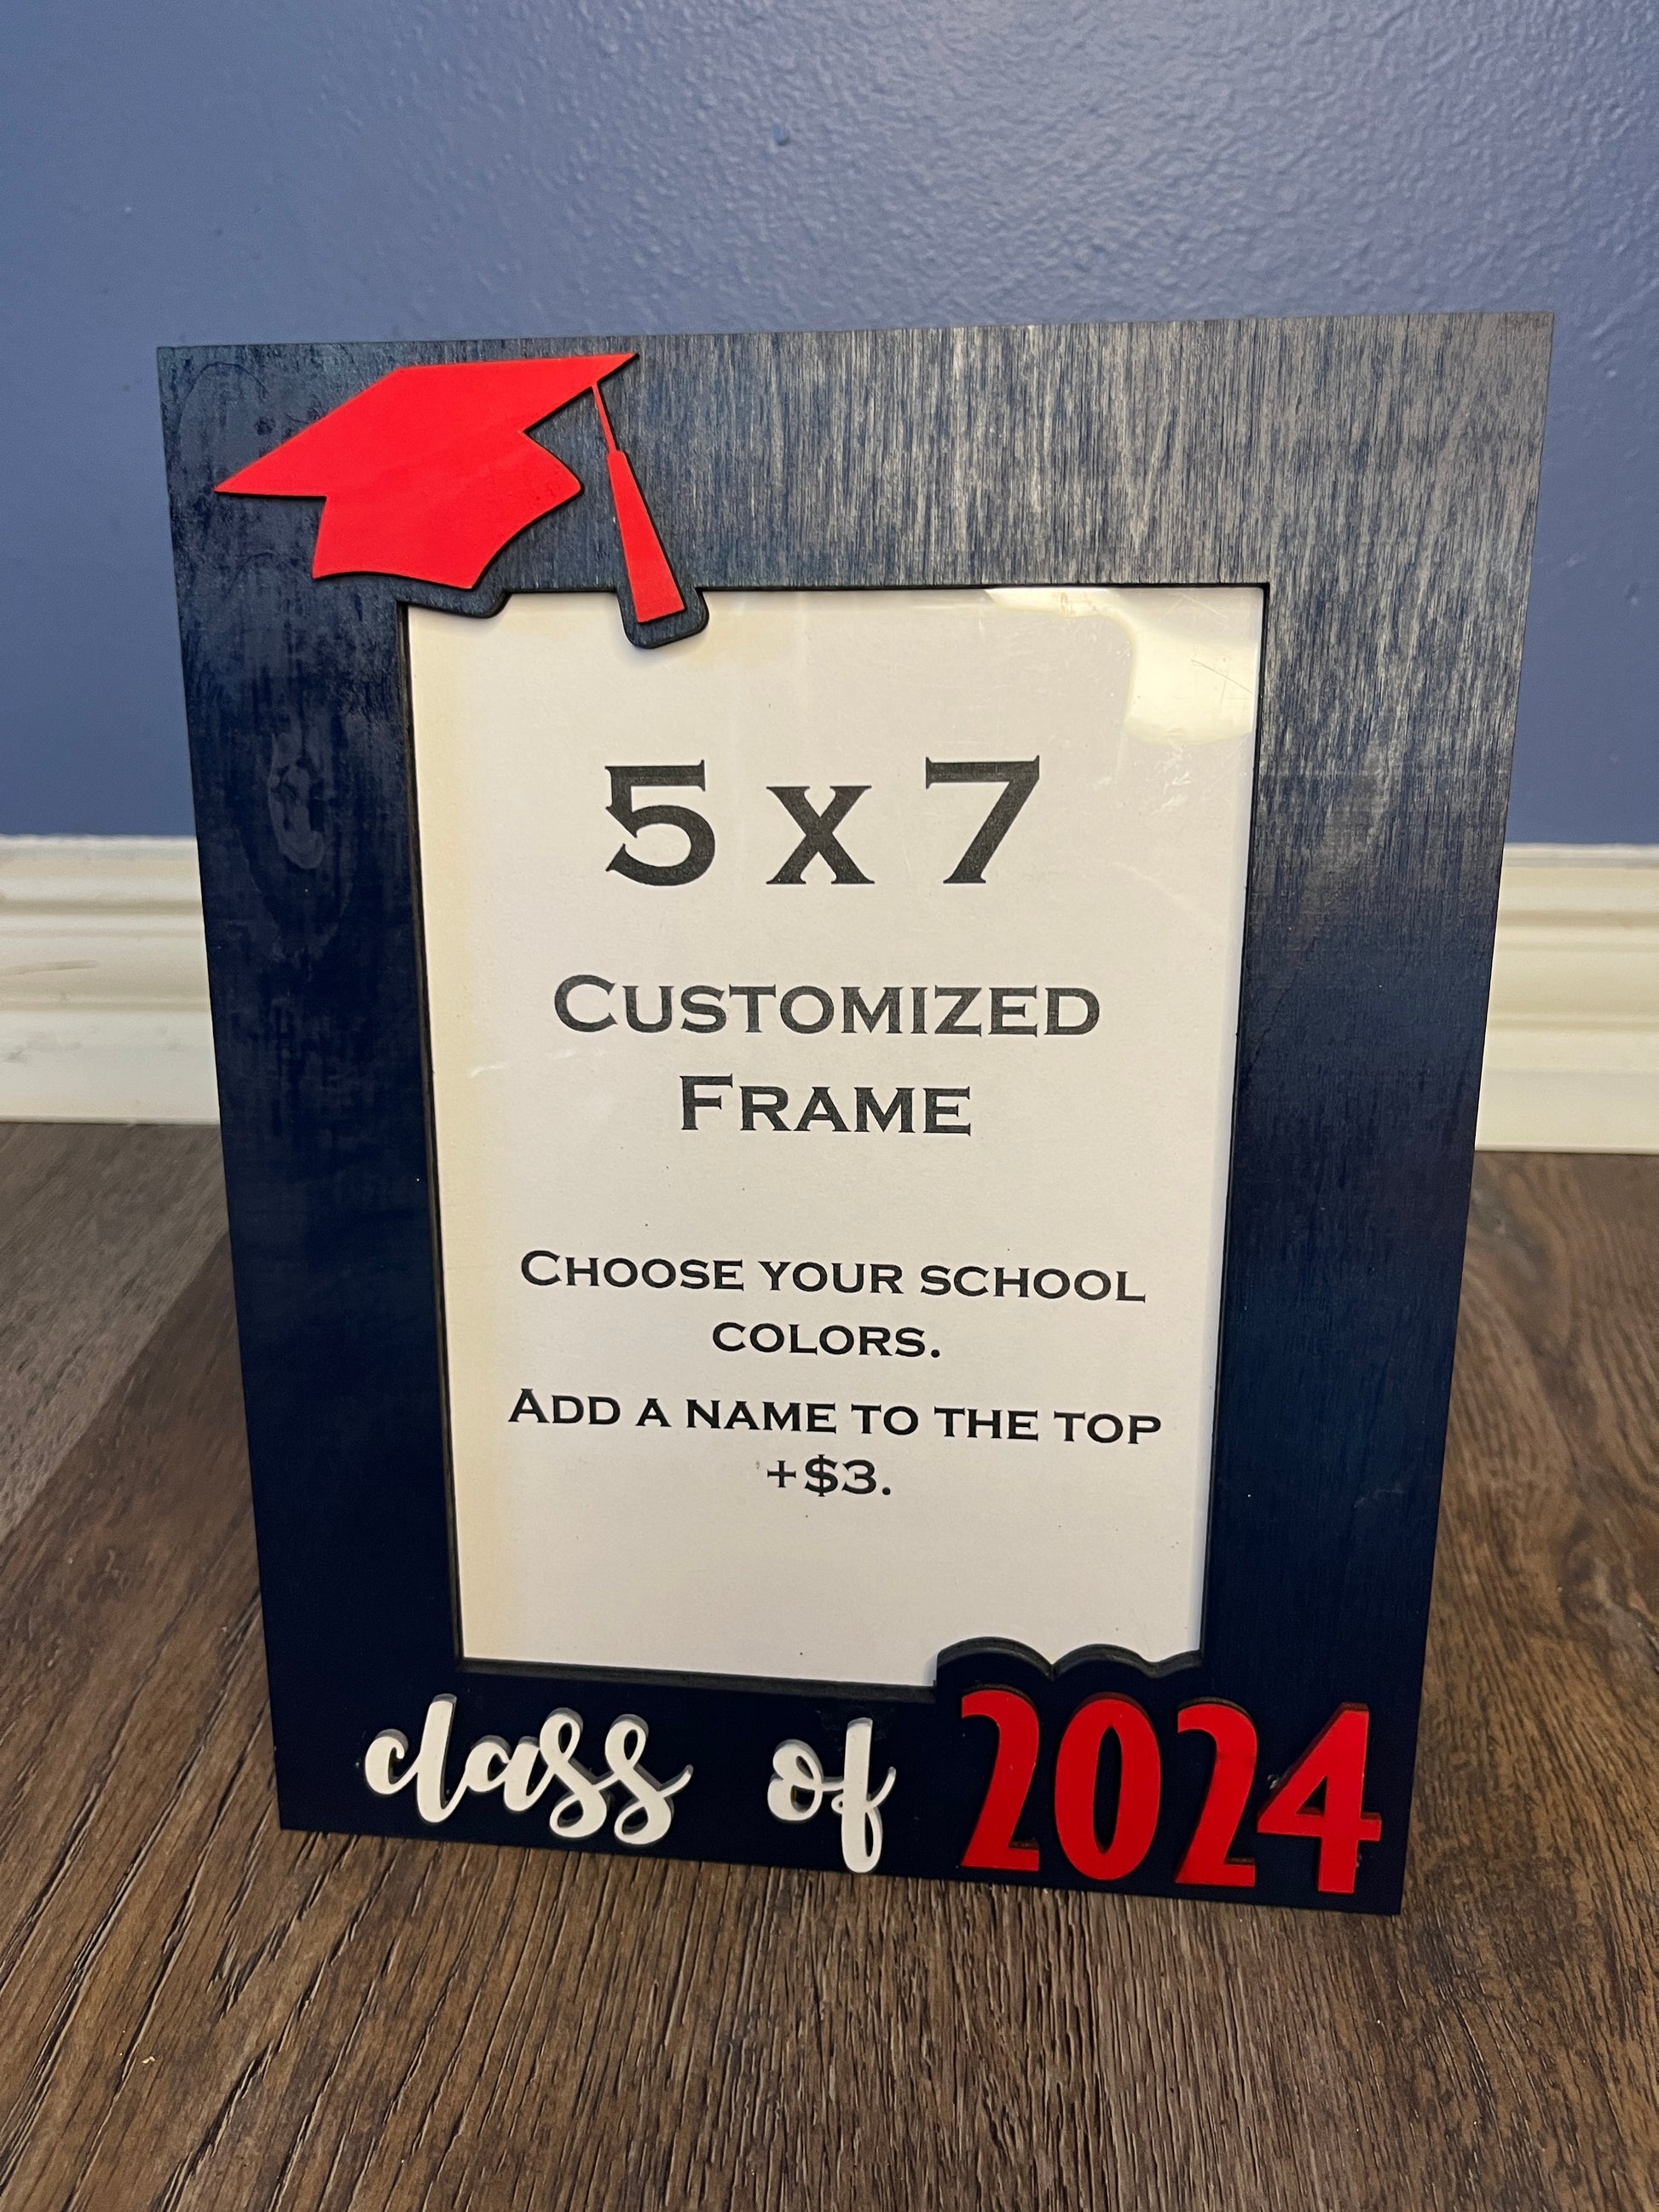 5 x 7
Customized
Frame
Choose your school
colors.
Add a name to the top
+$3.
class of 2024